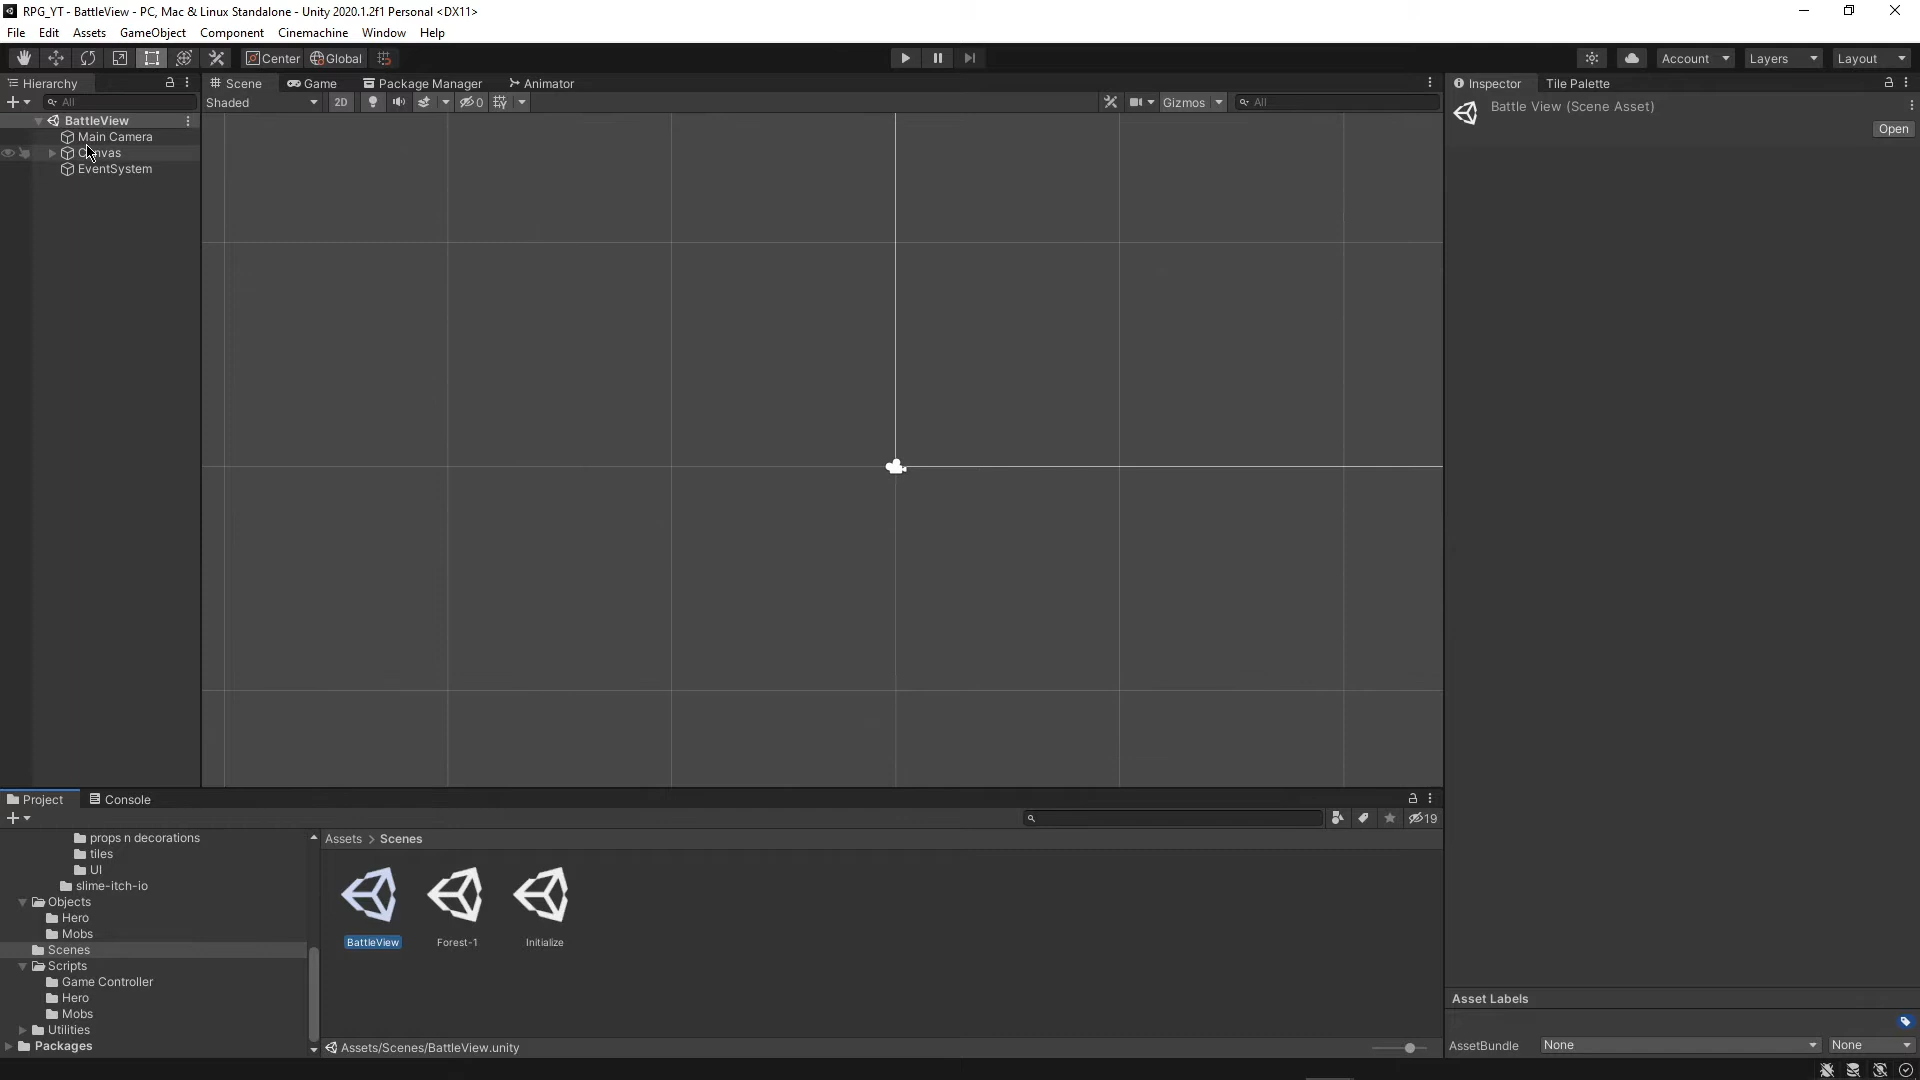 RPG_YT - BattleView - PC, Mac & Linux Standalone - Unity 2020.1.2f1 Personal <DX11>
File Edit Assets GameObject Component Cinemachine Window Help
Center Global Account Layers Layout
Hierarchy Scene Game Package Manager Animator Inspector Tile Palette
All Shaded 2D 0 Gizmos All
Battle View (Scene Asset)
Open
BattleView
Main Camera
Canvas
EventSystem
Project Console
19
props n decorations
tiles
UI
slime-itch-io
Objects
Hero
Mobs
Scenes
Scripts
Game Controller
Hero
Mobs
Utilities
Packages
Assets > Scenes
BattleView Forest-1 Initialize
Assets/Scenes/BattleView.unity
Asset Labels
AssetBundle None None